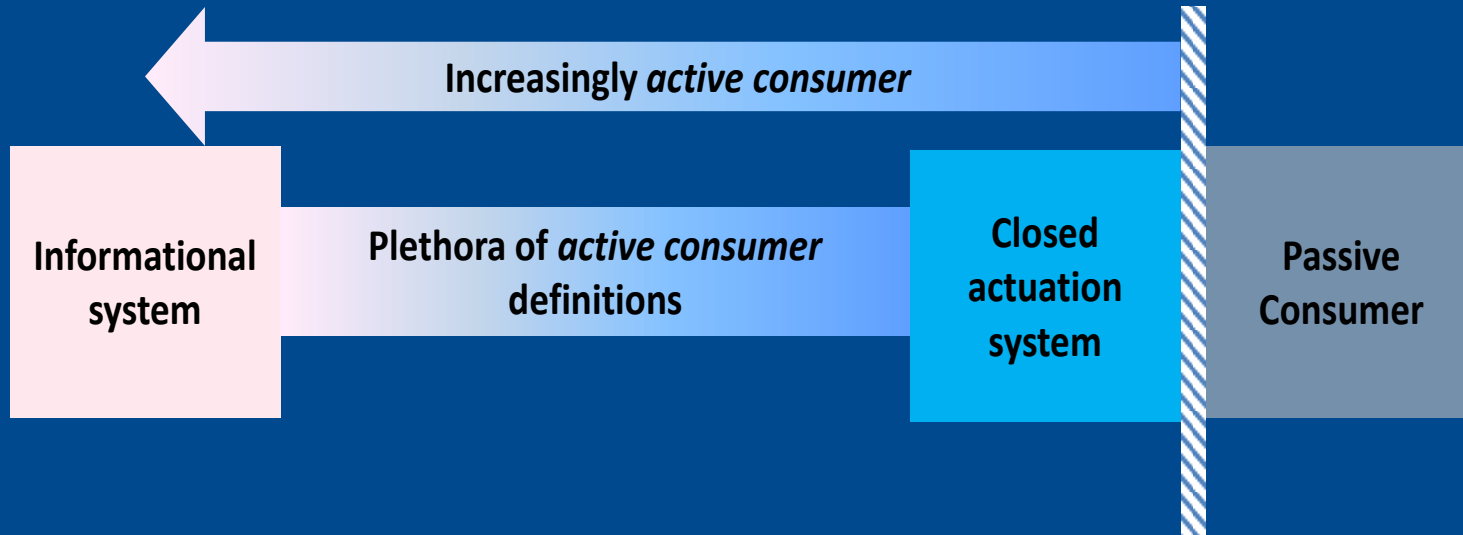 Increasingly active consumer
Informational
system
Plethora of active consumer
definitions
Closed
actuation
system
Passive
Consumer